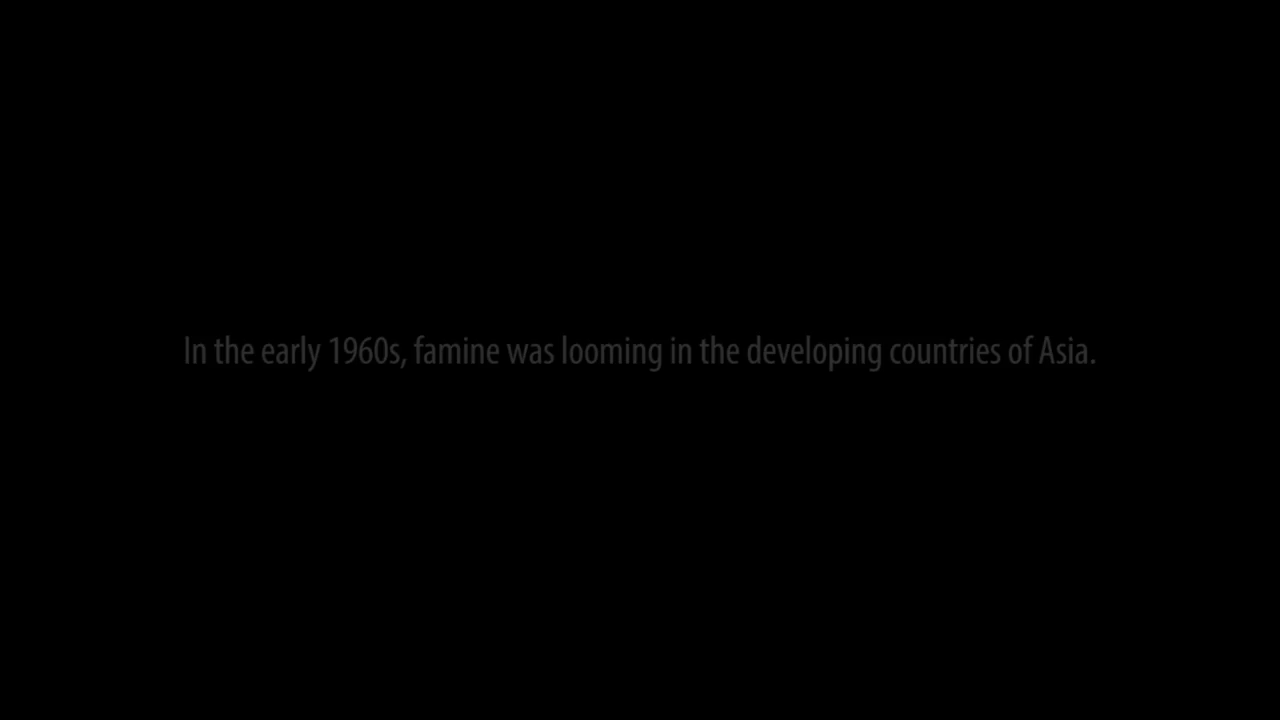 In the early 1960s, famine was looming in the developing countries of Asia.